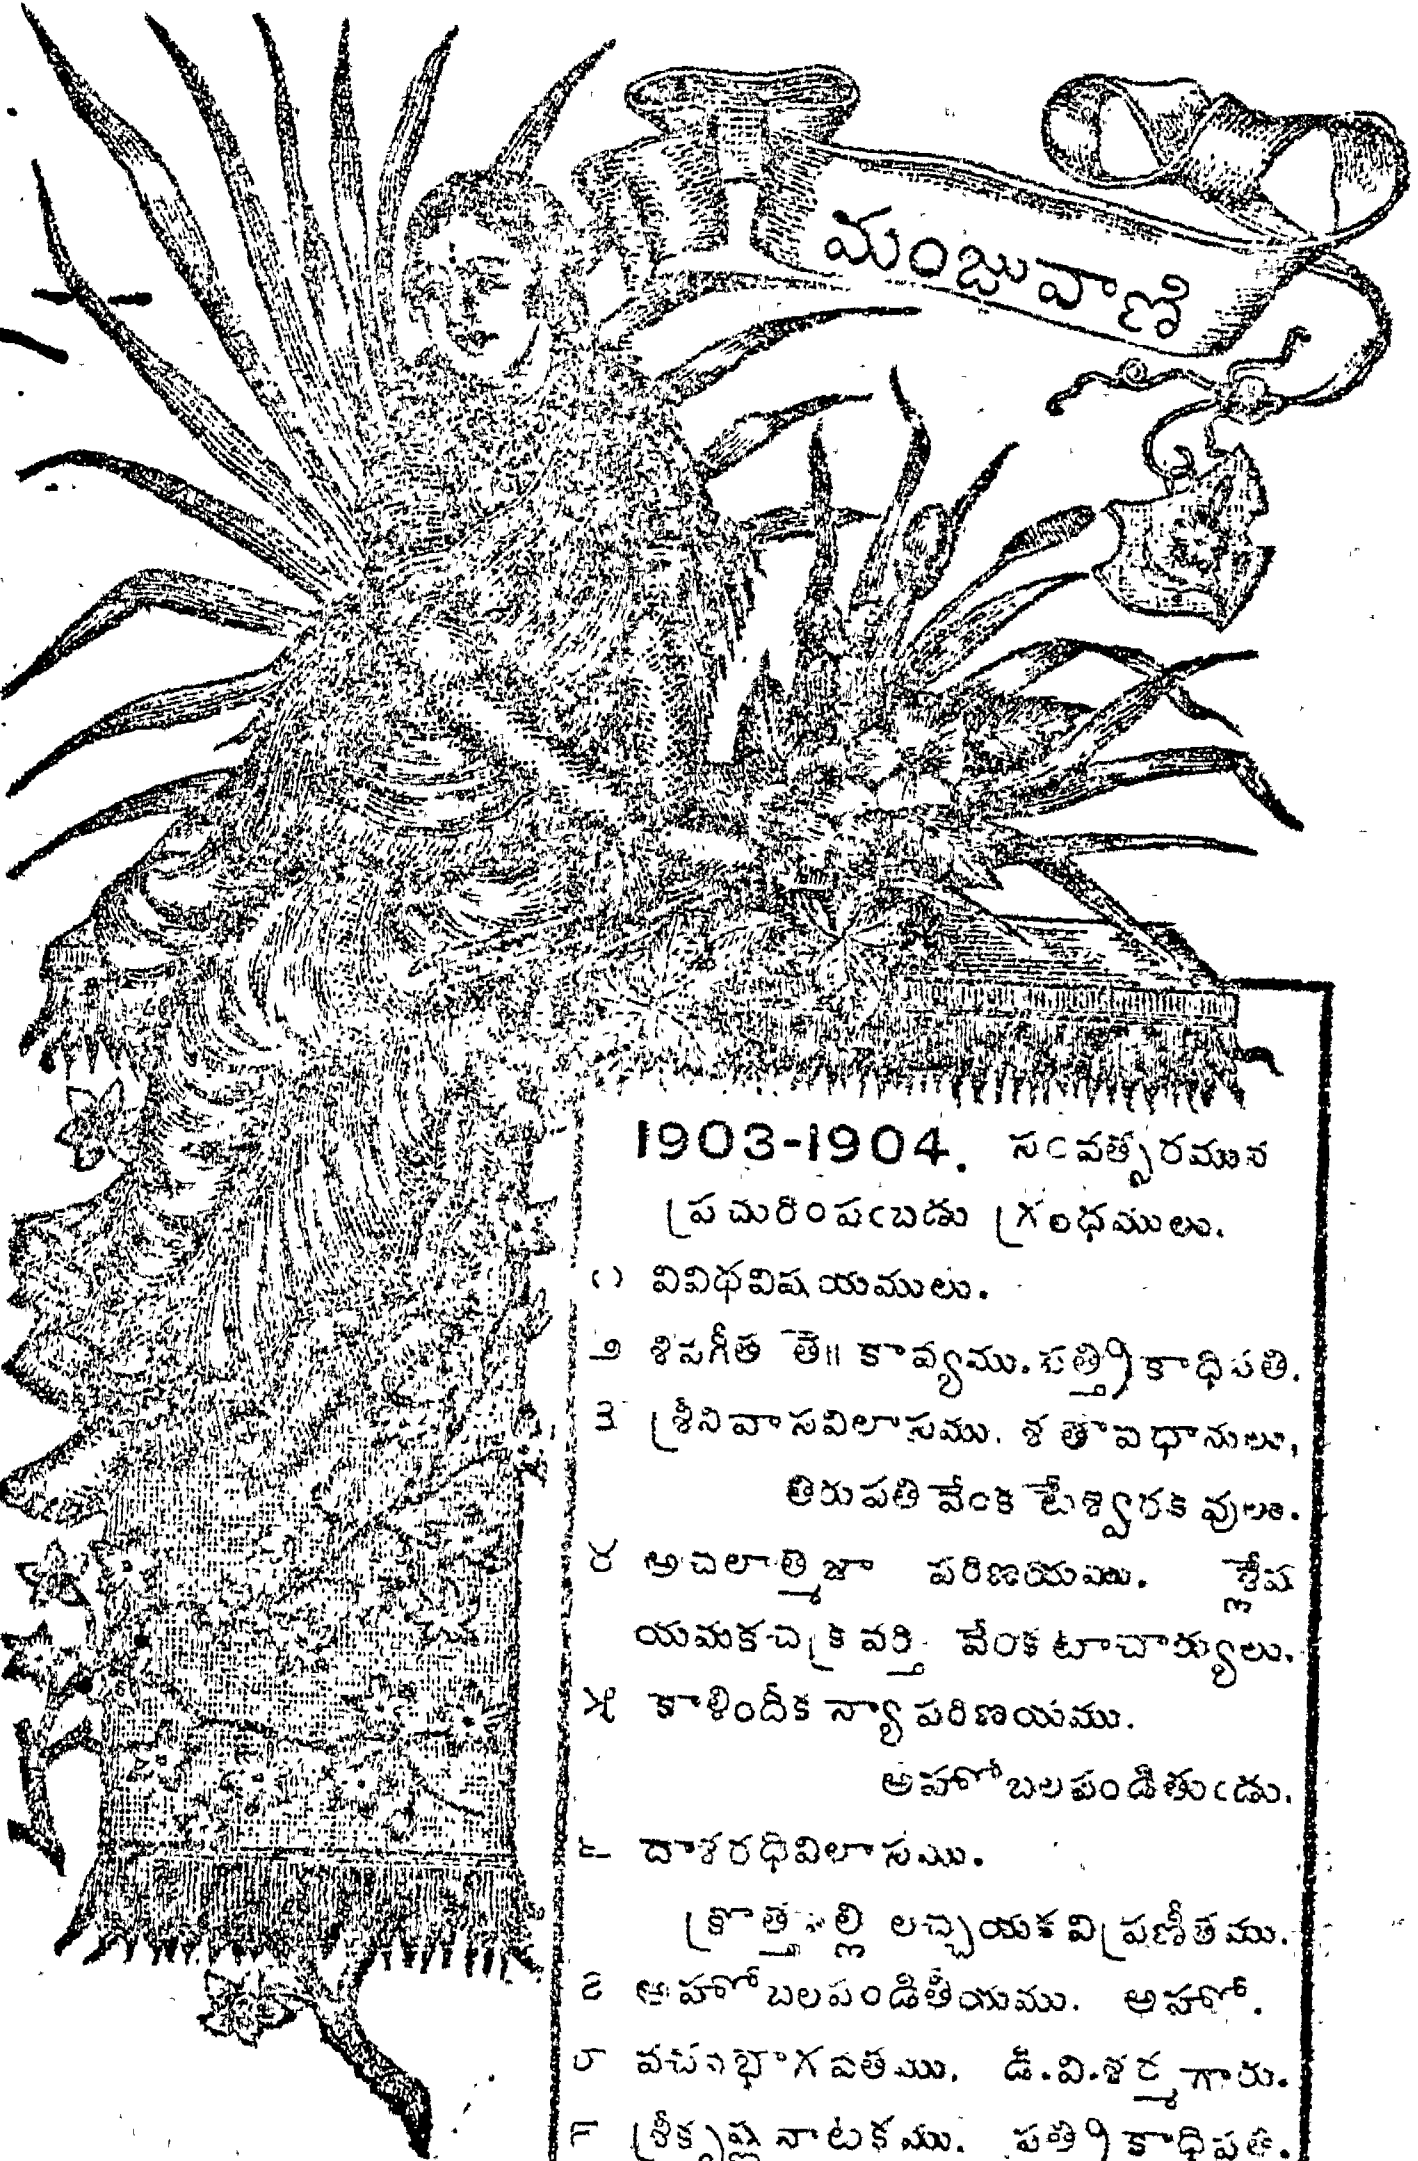 మంజువాణి
1903-1904. సంవత్సరమున
ప్రచురింపఁబడు గ్రంథములు.
౧ వివిధవిషయములు.
౨ శివగీత తె॥ కావ్యము. పత్త్రికాధిపతి.
౩ శ్రీనివాసవిలాసము. శతావధానులు,
తిరుపతి వేంకటేశ్వరకవులు.
౪ అచలాత్మిజా పరిణయము. శ్లేష
యమకచక్రవర్తి వేంకటాచార్యులు.
౫ కాళిందీకన్యా పరిణయము.
అహోబలపండితుఁడు.
౬ దాశరధివిలాసము.
క్రొత్తపల్లి లచ్చయకవిప్రణీతము.
౭ అహోబలపండితీయము. అహో.
౮ వచనభాగవతము. డి.వి.శర్మగారు.
౯ శ్రీకృష్ణనాటకము. పత్రికాధిపతి.